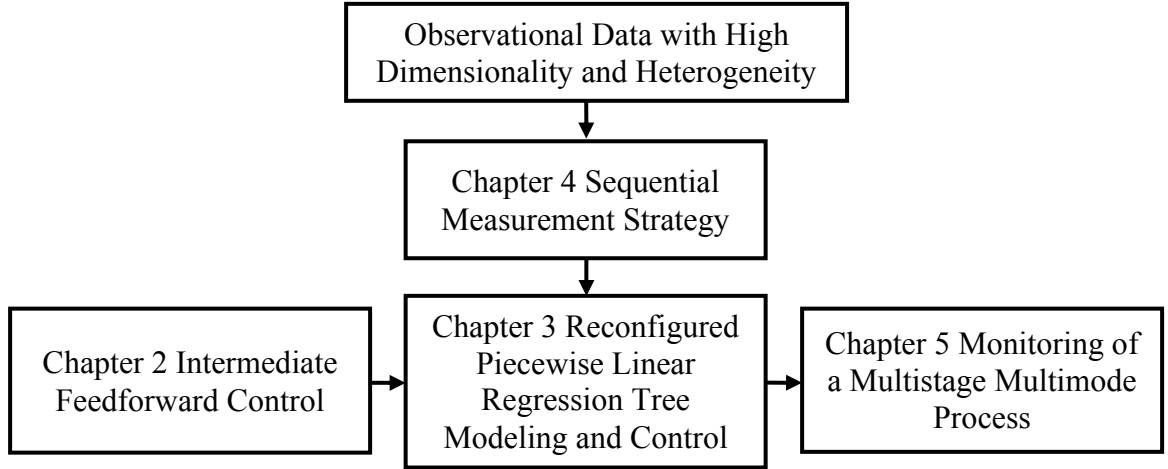 Observational Data with High
Dimensionality and Heterogeneity
Chapter 4 Sequential
Measurement Strategy
Chapter 2 Intermediate
Feedforward Control
Chapter 3 Reconfigured
Piecewise Linear
Regression Tree
Modeling and Control
Chapter 5 Monitoring of
a Multistage Multimode
Process